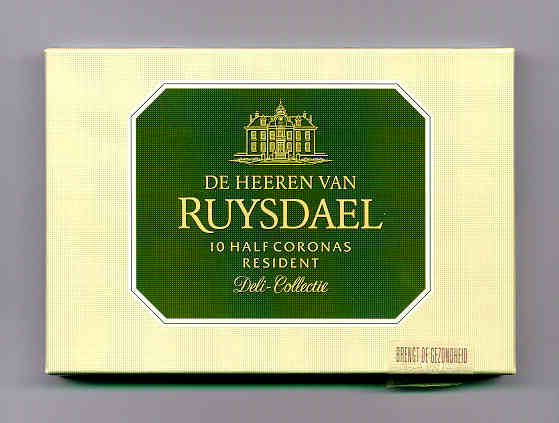 DE HEEREN VAN
RUYSDAEL
10 HALF CORONAS
RESIDENT
Deli-Collectie
BRENGT DE GEZONDHEID